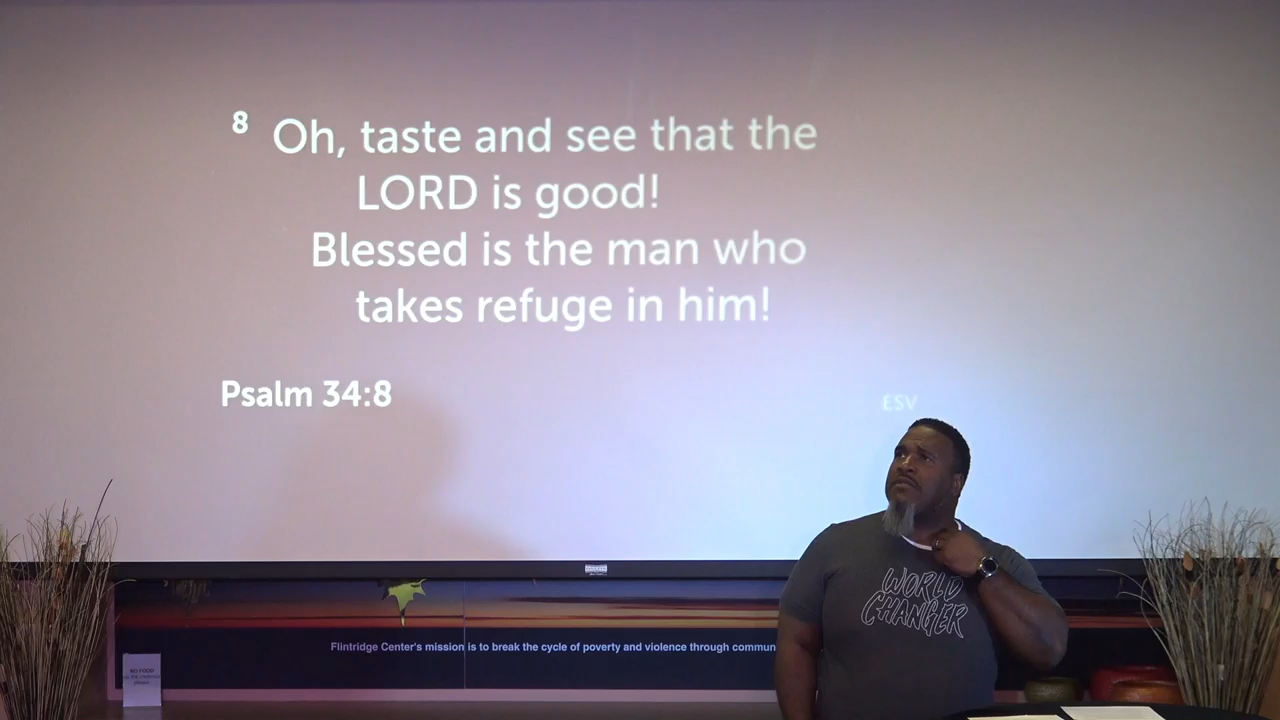 8 Oh, taste and see that the
LORD is good!
Blessed is the man who
takes refuge in him!
Psalm 34:8
ESV
WORLD
CHANGER
Flintridge Center's mission is to break the cycle of poverty and violence through commun
NO FOOD